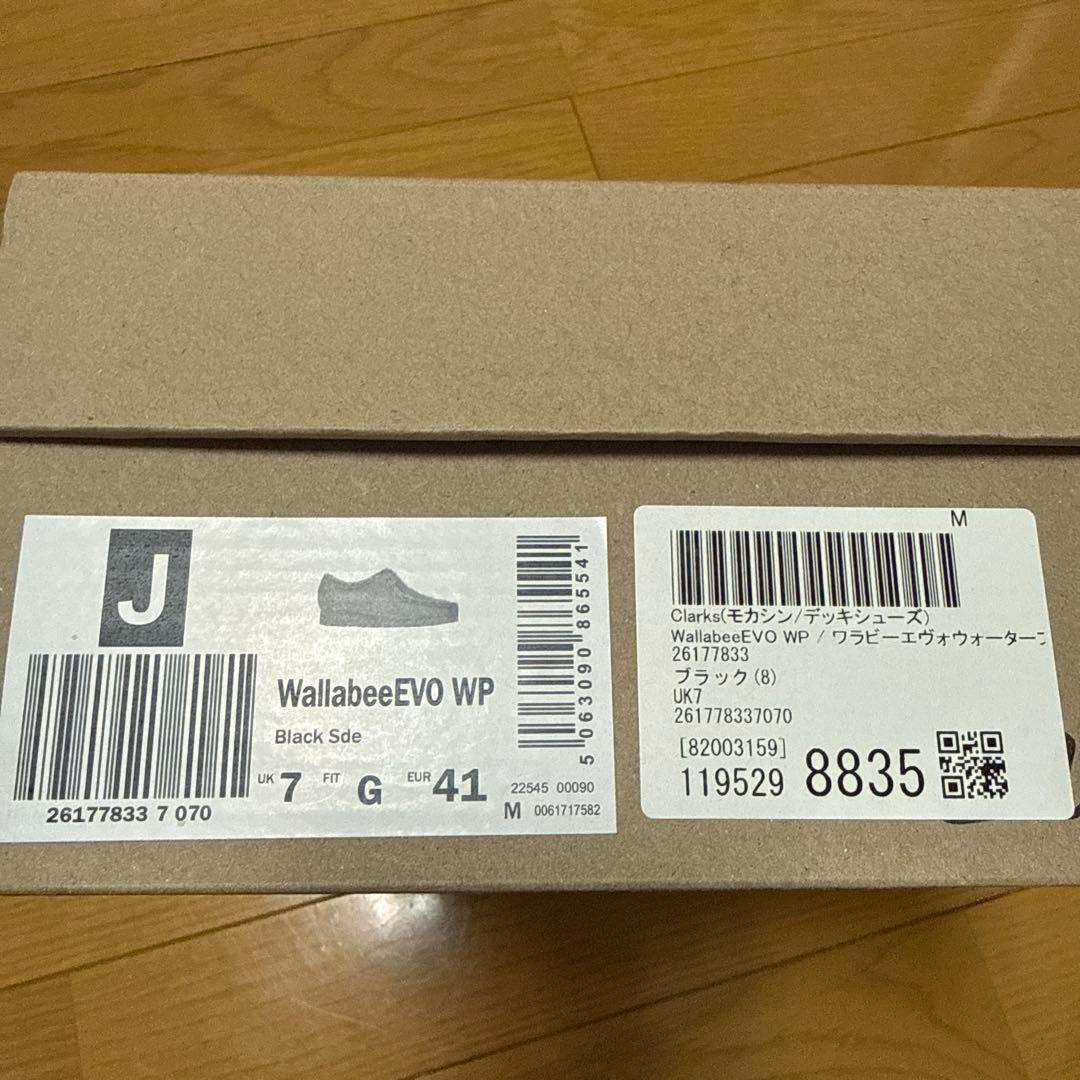 J
WallabeeEVO WP
Black Sde
UK 7 FIT G EUR 41
26177833 7 070
5 063090 865541
22545 00090
M 0061717582
M
Clarks(モカシン/デッキシューズ)
WallabeeEVO WP / ワラビーエヴォウォータープ
26177833
ブラック(8)
UK7
261778337070
[82003159]
119529 8835